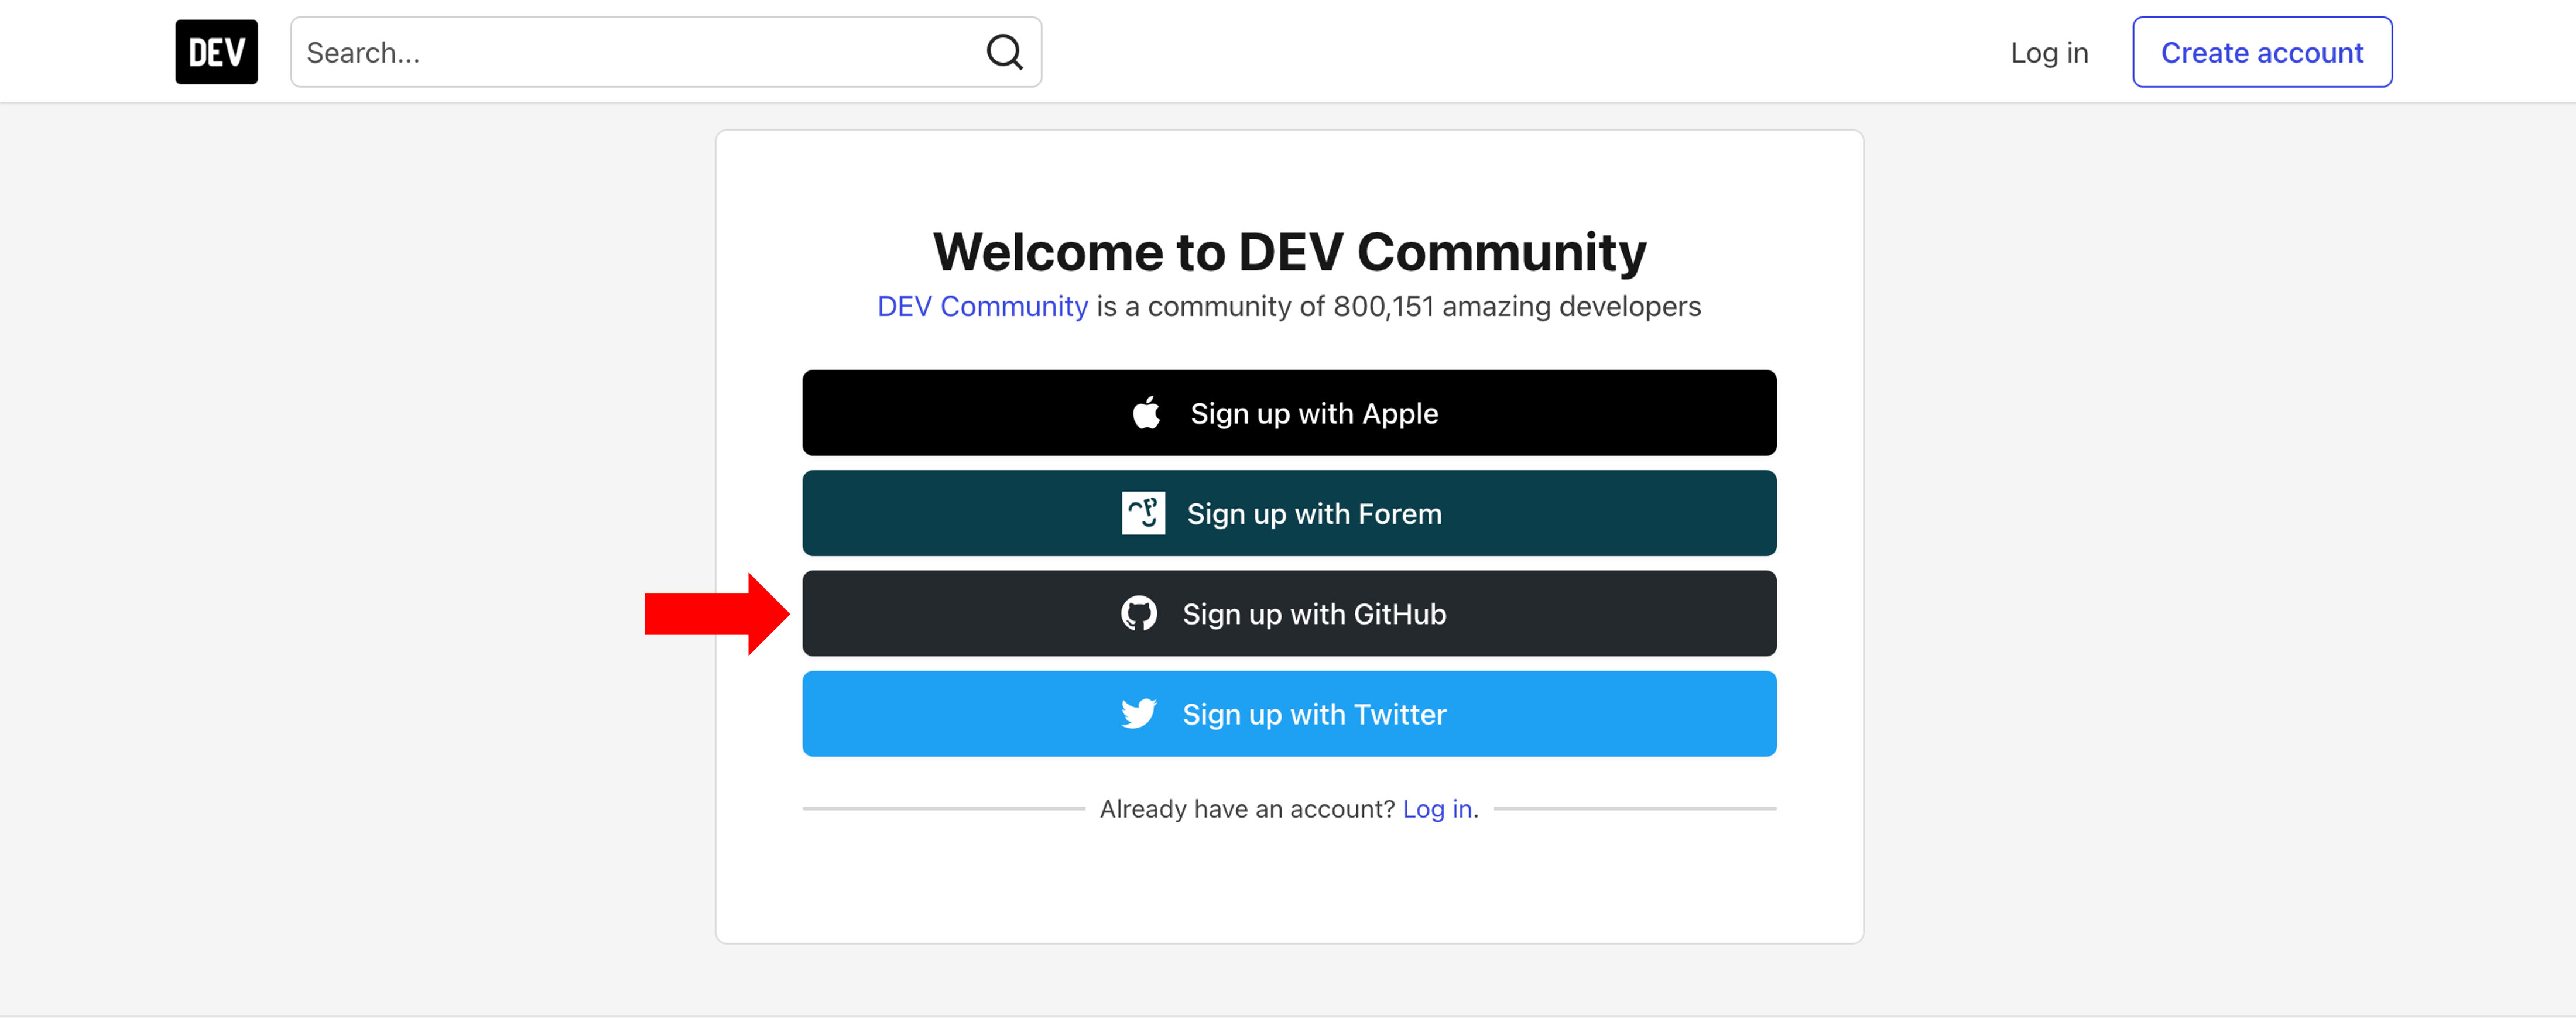 DEV
Search...
Log in
Create account
Welcome to DEV Community
DEV Community is a community of 800,151 amazing developers
Sign up with Apple
Sign up with Forem
Sign up with GitHub
Sign up with Twitter
Already have an account? Log in.